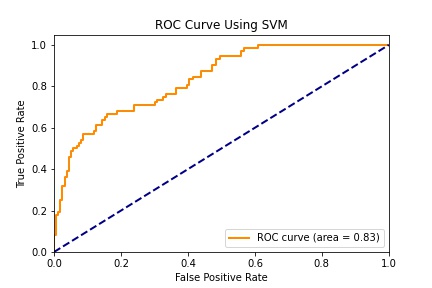 ROC Curve Using SVM
True Positive Rate
1.0
0.8
0.6
0.4
0.2
0.0
ROC curve (area = 0.83)
0.0 0.2 0.4 0.6 0.8 1.0
False Positive Rate